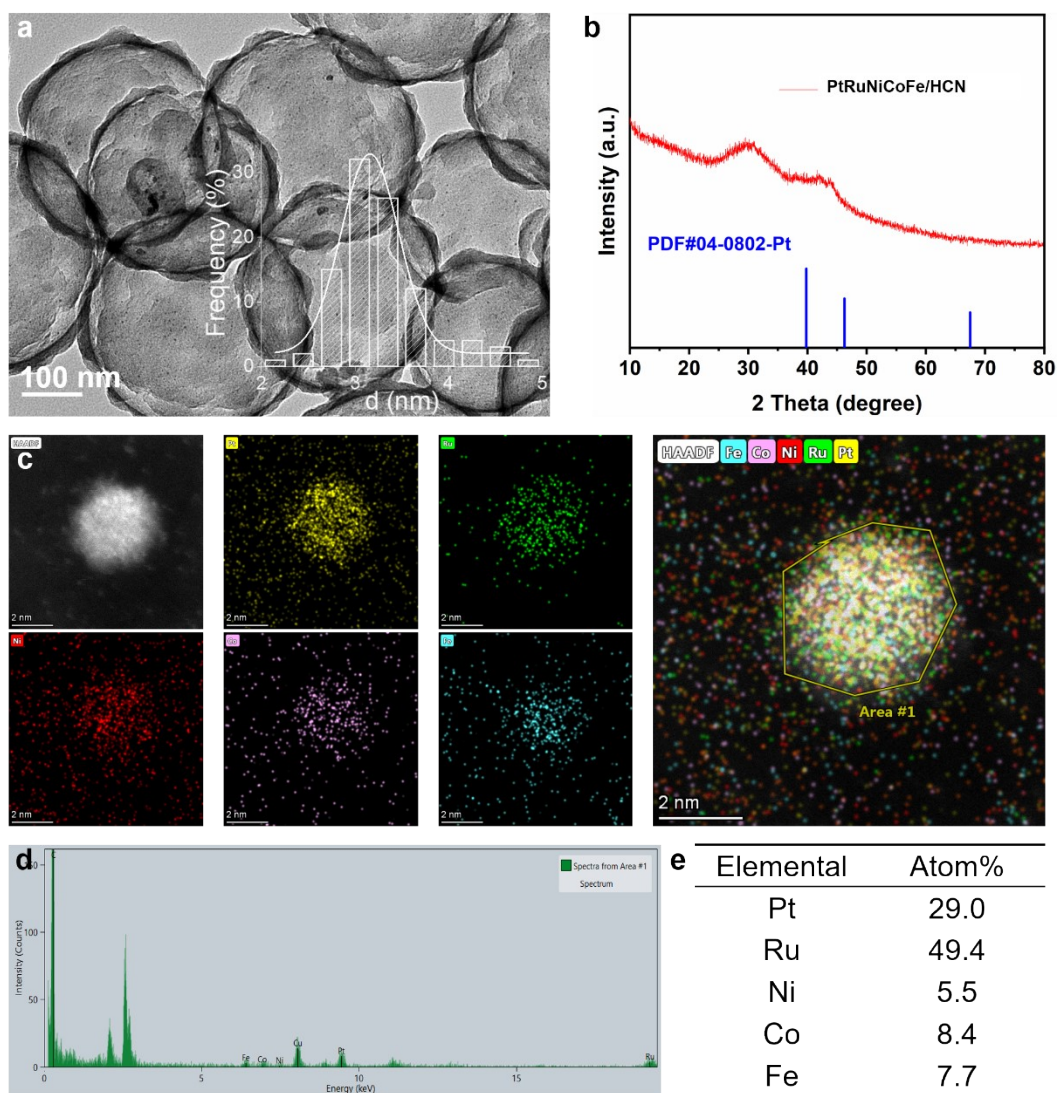 a
Frequency (%)
30
20
10
0
2 3 4 5
d (nm)
100 nm
b
PtRuNiCoFe/HCN
PDF#04-0802-Pt
Intensity (a.u.)
10 20 30 40 50 60 70 80
2 Theta (degree)
c
HAADF
2 nm
Pt
2 nm
Ru
2 nm
HAADF Fe Co Ni Ru Pt
Area #1
2 nm
Ni
2 nm
Co
2 nm
Fe
2 nm
d
C
Spectra from Area #1
Spectrum
Intensity (Counts)
150
100
50
0
Fe Co Ni Cu Pt Ru
0 5 10 15
Energy (keV)
e
Elemental Atom%
Pt 29.0
Ru 49.4
Ni 5.5
Co 8.4
Fe 7.7